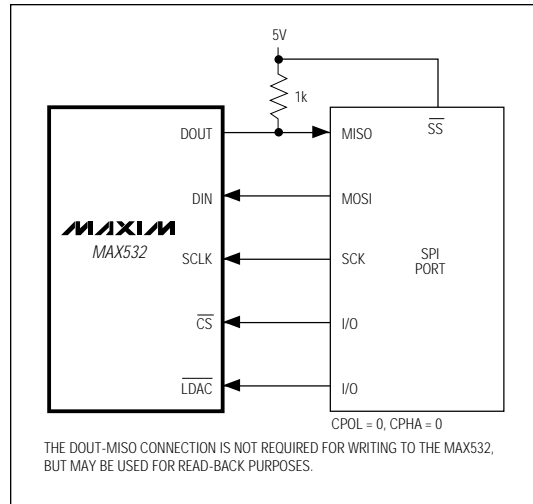 5V
1k
DOUT
MISO
SS
DIN
MOSI
MAXIM
MAX532
SCLK
SCK
SPI
PORT
CS
I/O
LDAC
I/O
CPOL = 0, CPHA = 0
THE DOUT-MISO CONNECTION IS NOT REQUIRED FOR WRITING TO THE MAX532,
BUT MAY BE USED FOR READ-BACK PURPOSES.